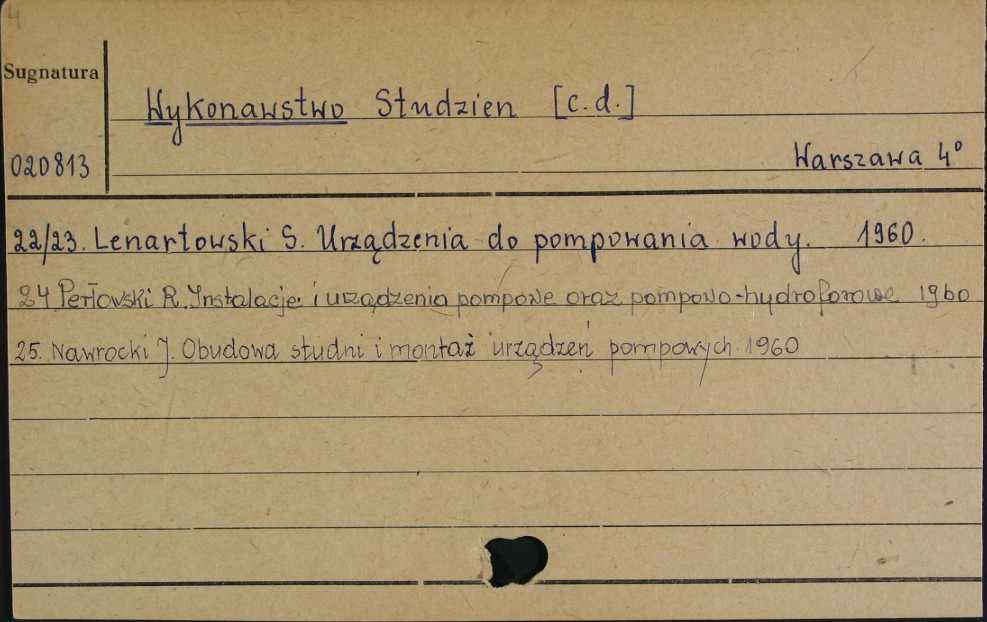 4
Sugnatura
Wykonawstwo Studzien [c.d.]
020813
Warszawa 4°
22/23. Lenartowski S. Urządzenia do pompowania wody. 1960.
24 Perłowski R. Instalacje i urządzenia pompowe oraz pompowo-hydroforowe 1960
25. Nawrocki J. Obudowa studni i montaż urządzeń pompowych. 1960